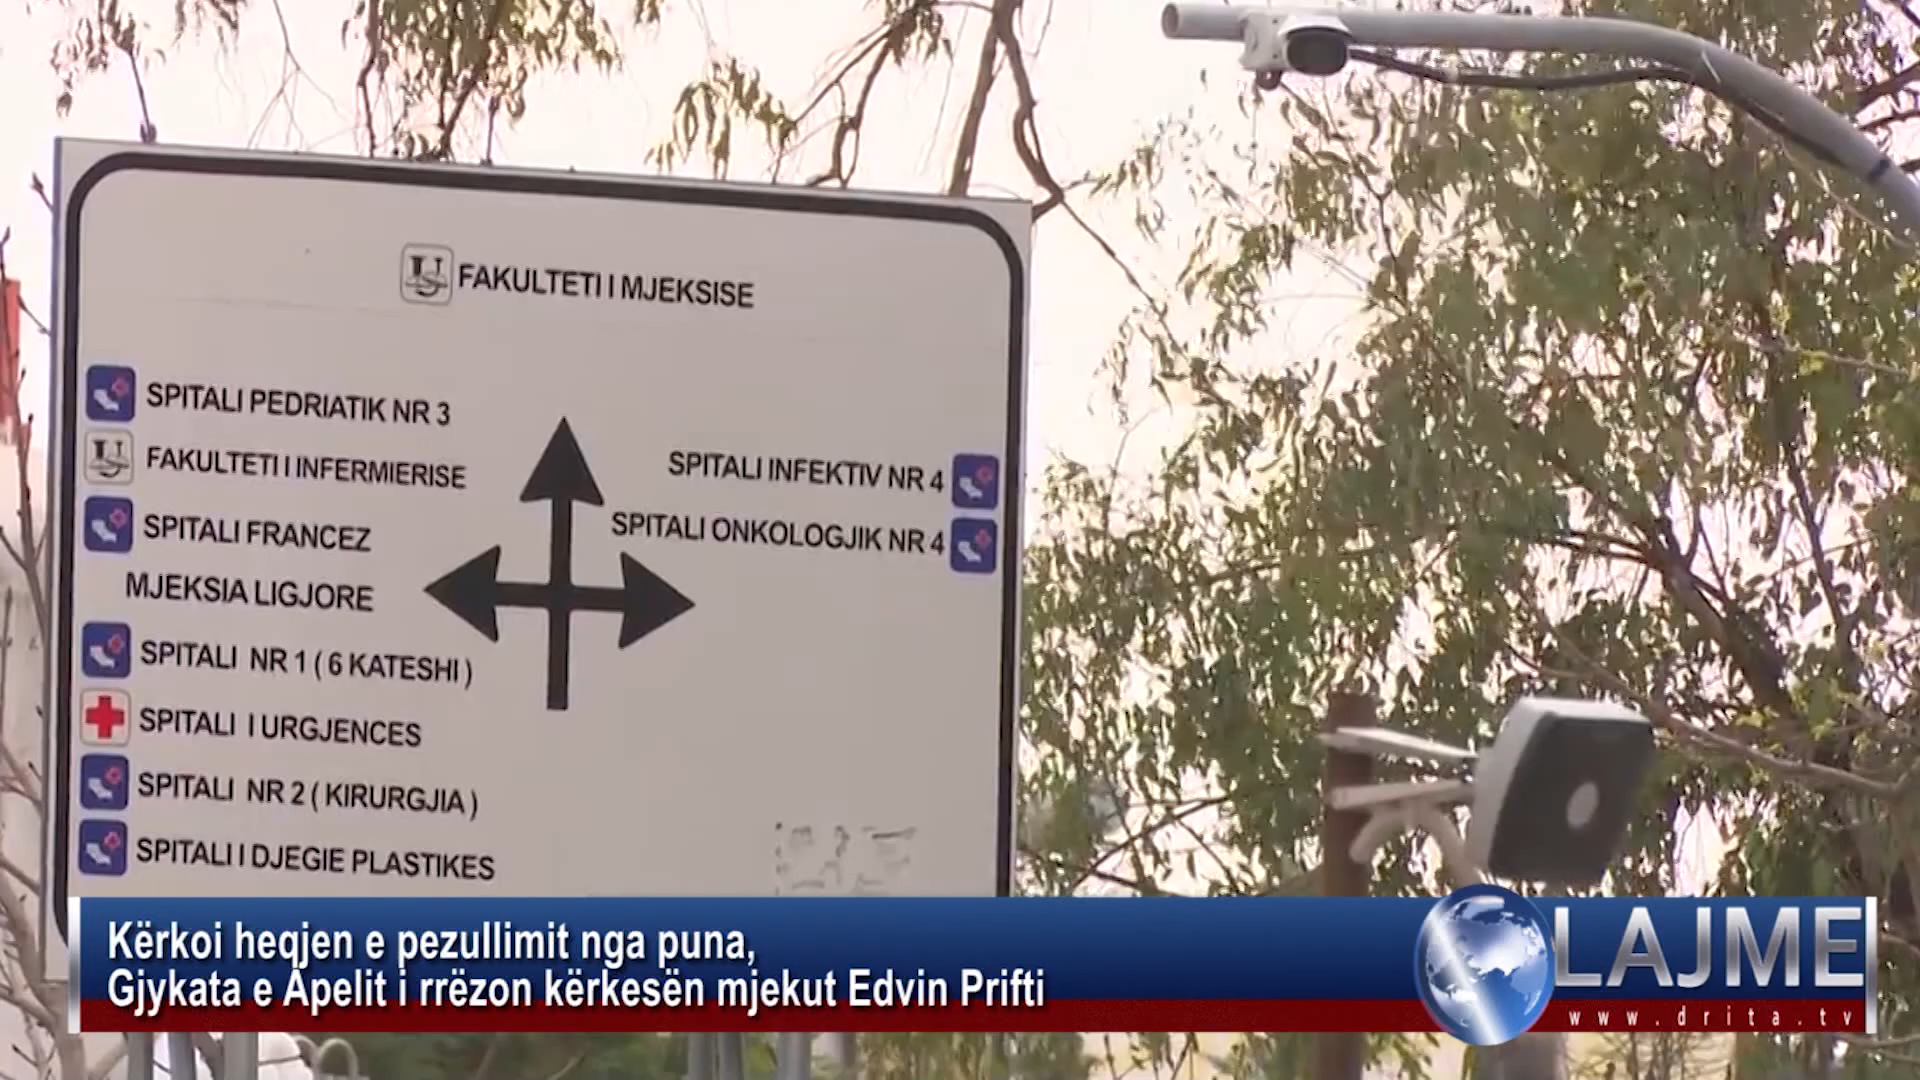 FAKULTETI I MJEKSISE
SPITALI PEDRIATIK NR 3
FAKULTETI I INFERMIERISE
SPITALI FRANCEZ
MJEKSIA LIGJORE
SPITALI NR 1 ( 6 KATESHI )
SPITALI I URGJENCES
SPITALI NR 2 ( KIRURGJIA )
SPITALI I DJEGIE PLASTIKES
SPITALI INFEKTIV NR 4
SPITALI ONKOLOGJIK NR 4
Kërkoi heqjen e pezullimit nga puna,
Gjykata e Apelit i rrëzon kërkesën mjekut Edvin Prifti
LAJME
www.drita.tv